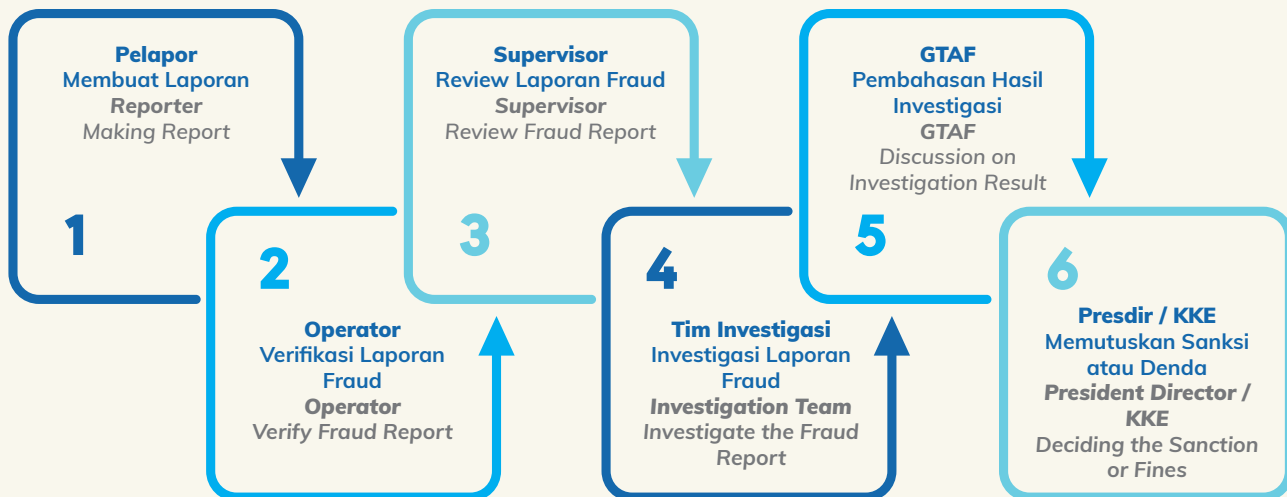 Pelapor
Membuat Laporan
Reporter
Making Report
1
2
Operator
Verifikasi Laporan
Fraud
Operator
Verify Fraud Report
Supervisor
Review Laporan Fraud
Supervisor
Review Fraud Report
3
4
Tim Investigasi
Investigasi Laporan
Fraud
Investigation Team
Investigate the Fraud
Report
GTAF
Pembahasan Hasil
Investigasi
GTAF
Discussion on
Investigation Result
5
6
Presdir / KKE
Memutuskan Sanksi
atau Denda
President Director /
KKE
Deciding the Sanction
or Fines